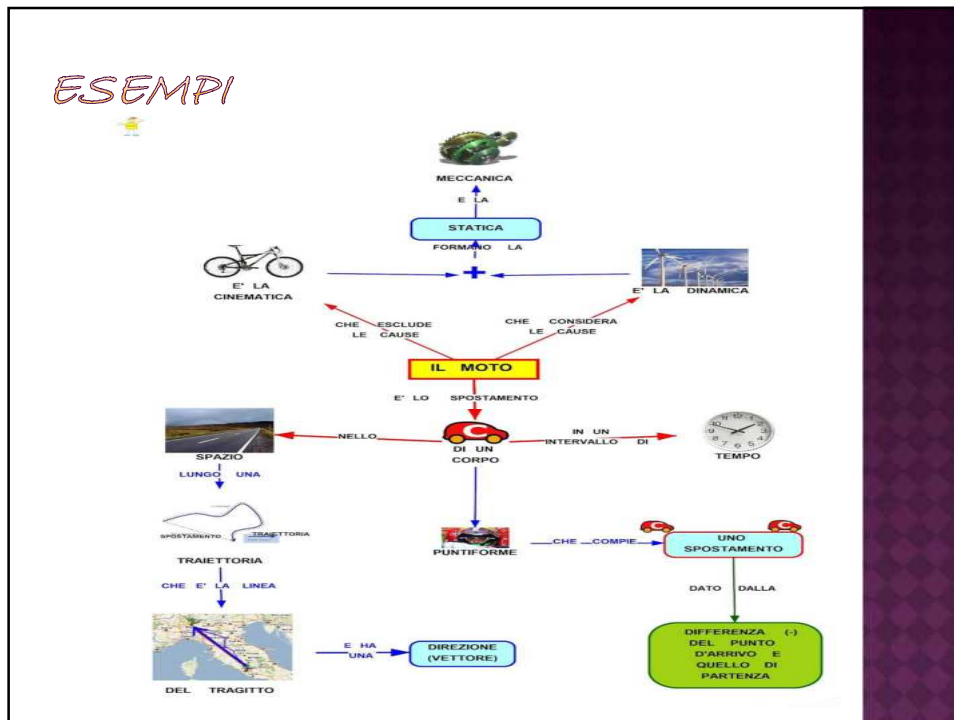 ESEMPI
MECCANICA
E LA
STATICA
FORMANO LA
+
E' LA
CINEMATICA
E' LA DINAMICA
CHE ESCLUDE
LE CAUSE
CHE CONSIDERA
LE CAUSE
IL MOTO
E' LO SPOSTAMENTO
C
NELLO
IN UN
INTERVALLO DI
SPAZIO
DI UN
CORPO
TEMPO
LUNGO UNA
SPOSTAMENTO
TRAIETTORIA
TRAIETTORIA
PUNTIFORME
CHE COMPIE
C
C
UNO
SPOSTAMENTO
CHE E' LA LINEA
DATO DALLA
E HA
UNA
DIREZIONE
(VETTORE)
DIFFERENZA (-)
DEL PUNTO
D'ARRIVO E
QUELLO DI
PARTENZA
DEL TRAGITTO